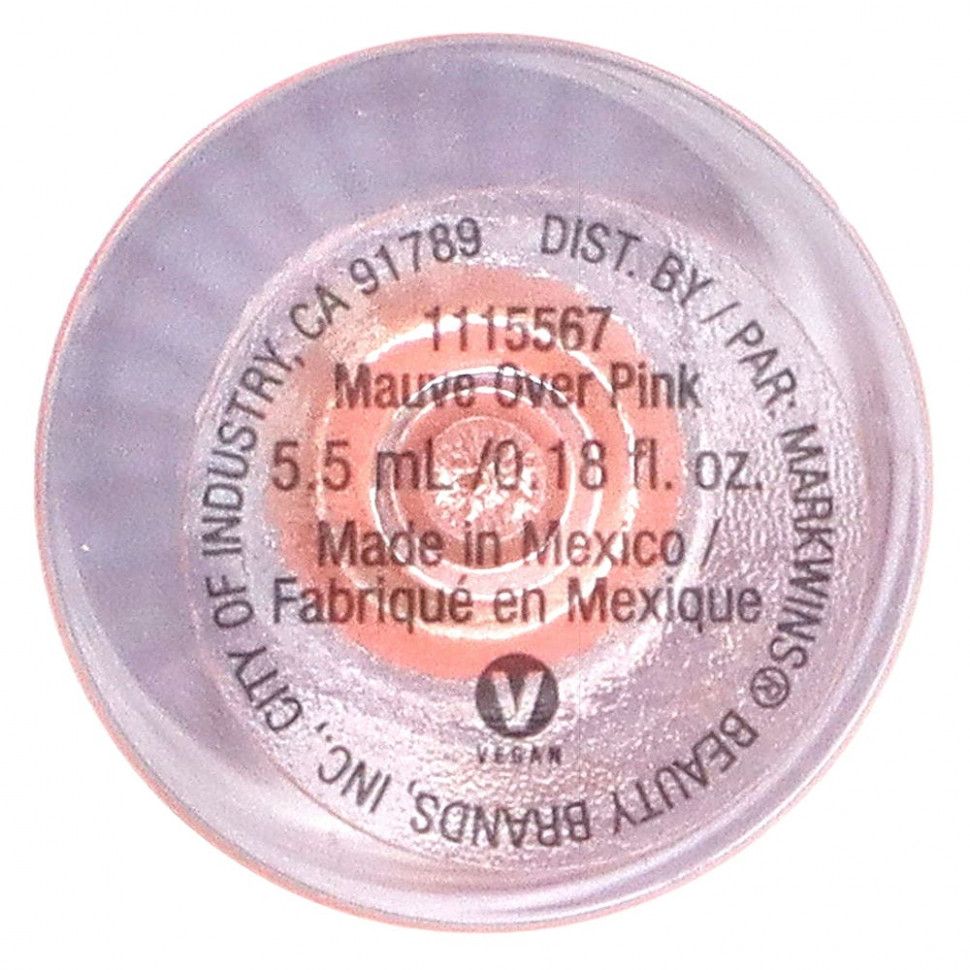 DIST. BY / PAR: MARKWINS® BEAUTY BRANDS, INC., CITY OF INDUSTRY, CA 91789
1115567
Mauve Over Pink
5.5 mL /0.18 fl. oz.
Made in Mexico /
Fabriqué en Mexique
V
VEGAN